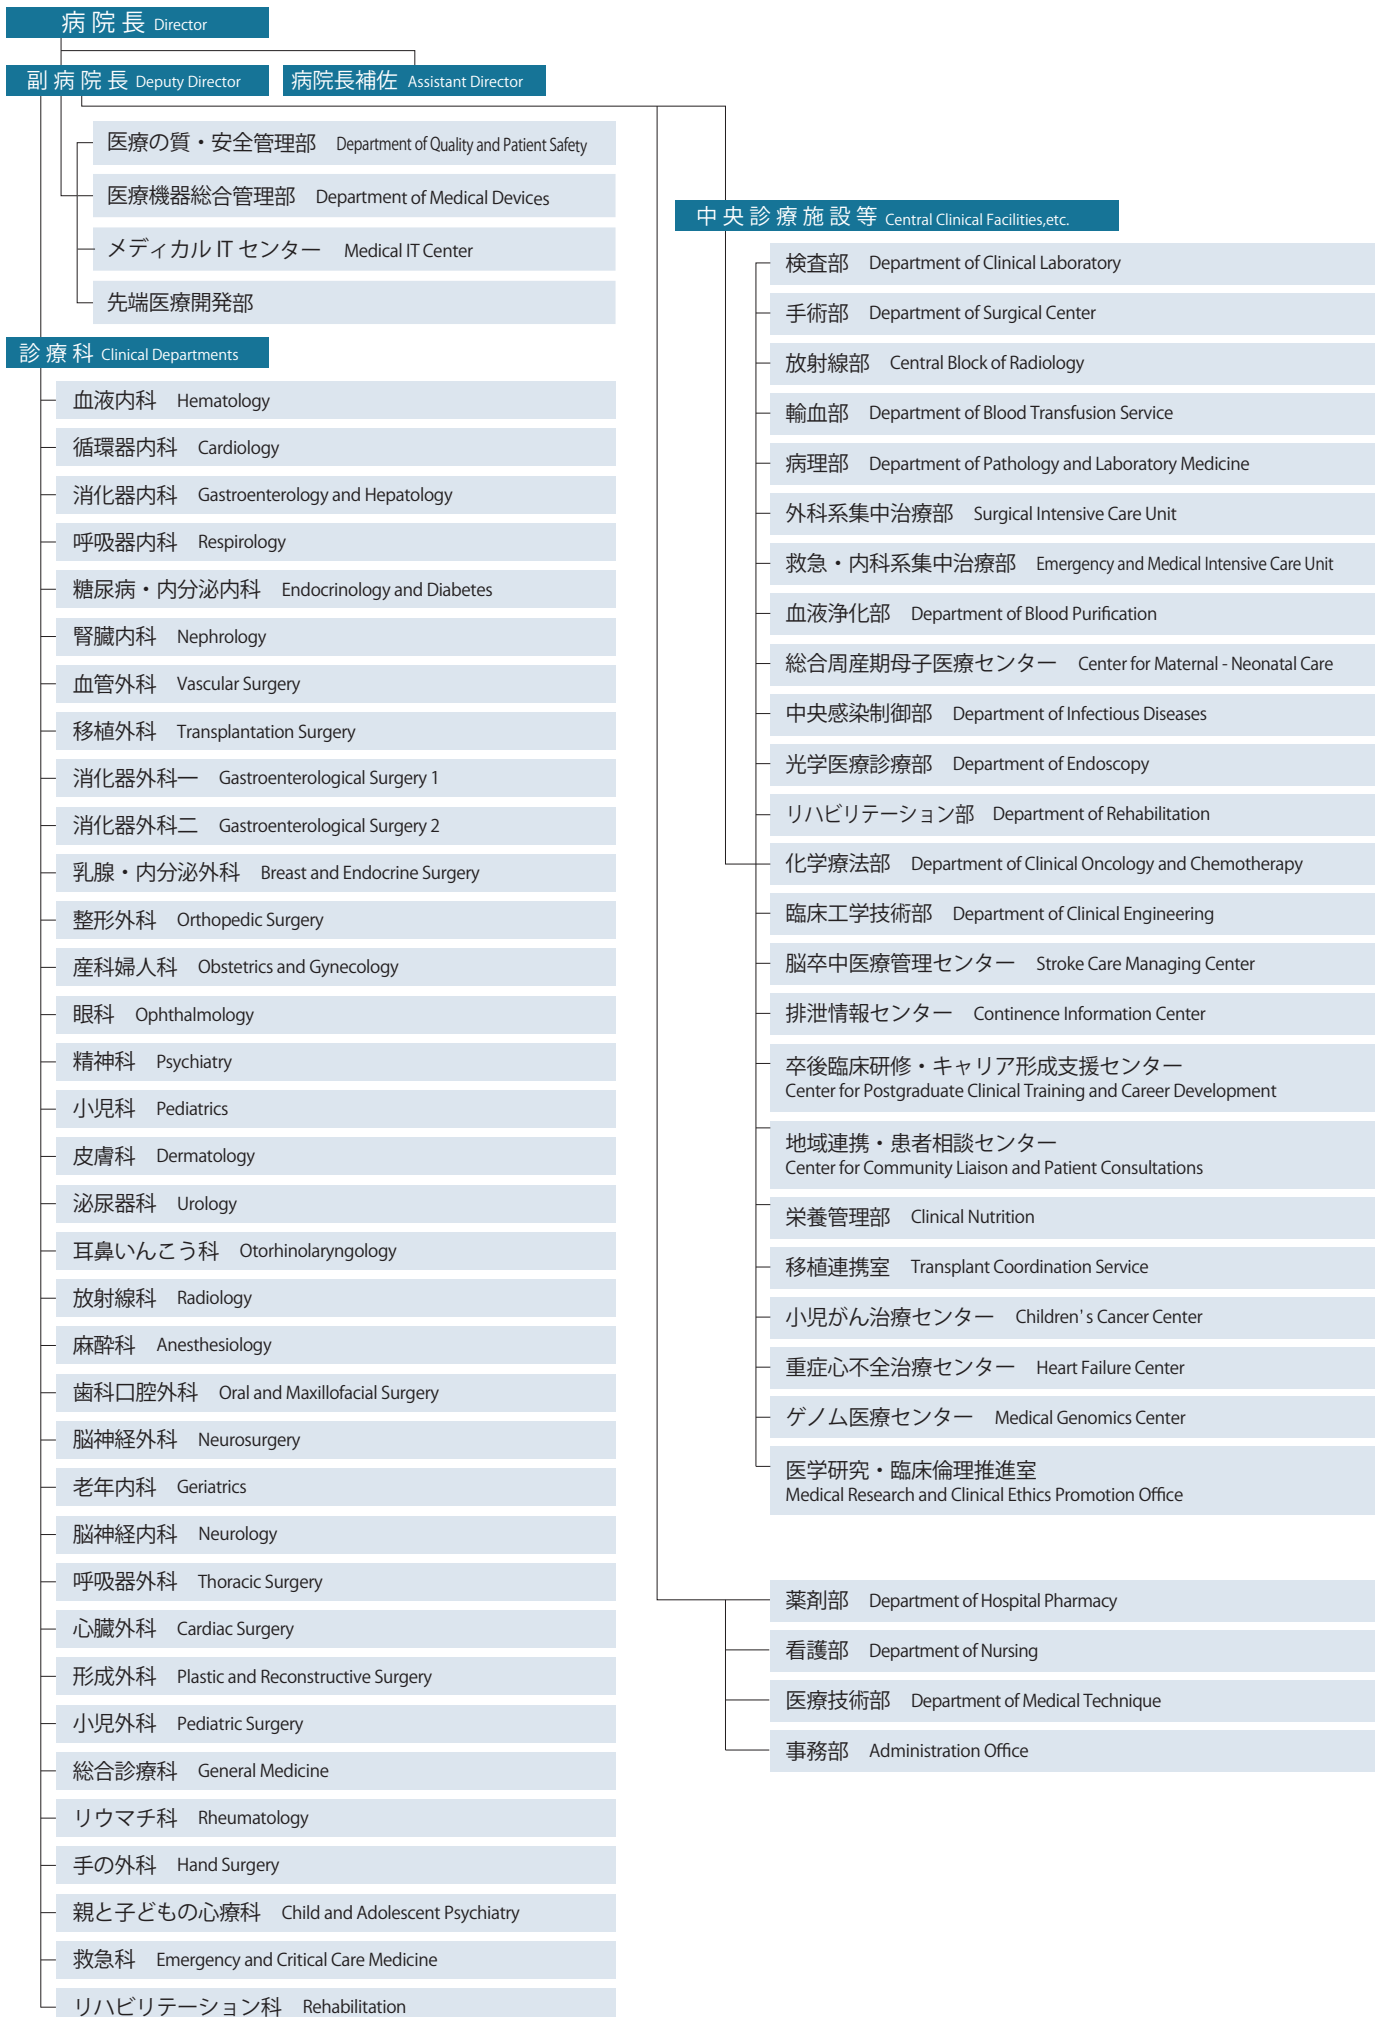 病院長 Director
副病院長 Deputy Director
病院長補佐 Assistant Director
医療の質・安全管理部 Department of Quality and Patient Safety
医療機器総合管理部 Department of Medical Devices
メディカル IT センター Medical IT Center
先端医療開発部
診療科 Clinical Departments
血液内科 Hematology
循環器内科 Cardiology
消化器内科 Gastroenterology and Hepatology
呼吸器内科 Respirology
糖尿病・内分泌内科 Endocrinology and Diabetes
腎臓内科 Nephrology
血管外科 Vascular Surgery
移植外科 Transplantation Surgery
消化器外科一 Gastroenterological Surgery 1
消化器外科二 Gastroenterological Surgery 2
乳腺・内分泌外科 Breast and Endocrine Surgery
整形外科 Orthopedic Surgery
産科婦人科 Obstetrics and Gynecology
眼科 Ophthalmology
精神科 Psychiatry
小児科 Pediatrics
皮膚科 Dermatology
泌尿器科 Urology
耳鼻いんこう科 Otorhinolaryngology
放射線科 Radiology
麻酔科 Anesthesiology
歯科口腔外科 Oral and Maxillofacial Surgery
脳神経外科 Neurosurgery
老年内科 Geriatrics
脳神経内科 Neurology
呼吸器外科 Thoracic Surgery
心臓外科 Cardiac Surgery
形成外科 Plastic and Reconstructive Surgery
小児外科 Pediatric Surgery
総合診療科 General Medicine
リウマチ科 Rheumatology
手の外科 Hand Surgery
親と子どもの心療科 Child and Adolescent Psychiatry
救急科 Emergency and Critical Care Medicine
リハビリテーション科 Rehabilitation
中央診療施設等 Central Clinical Facilities,etc.
検査部 Department of Clinical Laboratory
手術部 Department of Surgical Center
放射線部 Central Block of Radiology
輸血部 Department of Blood Transfusion Service
病理部 Department of Pathology and Laboratory Medicine
外科系集中治療部 Surgical Intensive Care Unit
救急・内科系集中治療部 Emergency and Medical Intensive Care Unit
血液浄化部 Department of Blood Purification
総合周産期母子医療センター Center for Maternal - Neonatal Care
中央感染制御部 Department of Infectious Diseases
光学医療診療部 Department of Endoscopy
リハビリテーション部 Department of Rehabilitation
化学療法部 Department of Clinical Oncology and Chemotherapy
臨床工学技術部 Department of Clinical Engineering
脳卒中医療管理センター Stroke Care Managing Center
排泄情報センター Continence Information Center
卒後臨床研修・キャリア形成支援センター
Center for Postgraduate Clinical Training and Career Development
地域連携・患者相談センター
Center for Community Liaison and Patient Consultations
栄養管理部 Clinical Nutrition
移植連携室 Transplant Coordination Service
小児がん治療センター Children's Cancer Center
重症心不全治療センター Heart Failure Center
ゲノム医療センター Medical Genomics Center
医学研究・臨床倫理推進室
Medical Research and Clinical Ethics Promotion Office
薬剤部 Department of Hospital Pharmacy
看護部 Department of Nursing
医療技術部 Department of Medical Technique
事務部 Administration Office